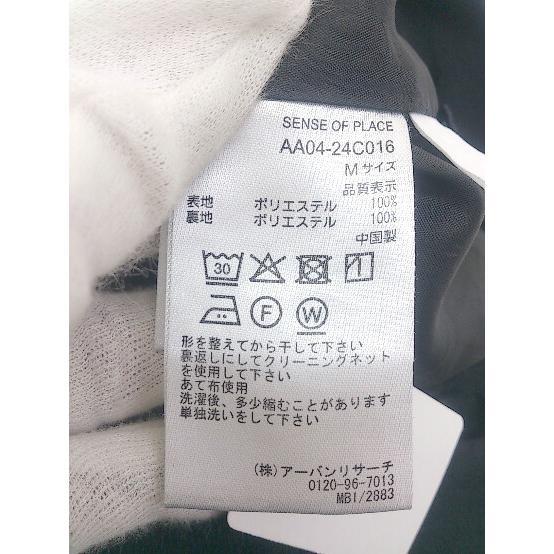 SENSE OF PLACE
AA04-24C016
Mサイズ
品質表示
表地 ポリエステル 100%
裏地 ポリエステル 100%
中国製
30
F
W
形を整えてから干して下さい
裏返しにしてクリーニングネット
を使用して下さい
あて布使用
洗濯後、多少縮むことがあります
単独洗いをして下さい
(株)アーバンリサーチ
0120-96-7013
MBI/2883